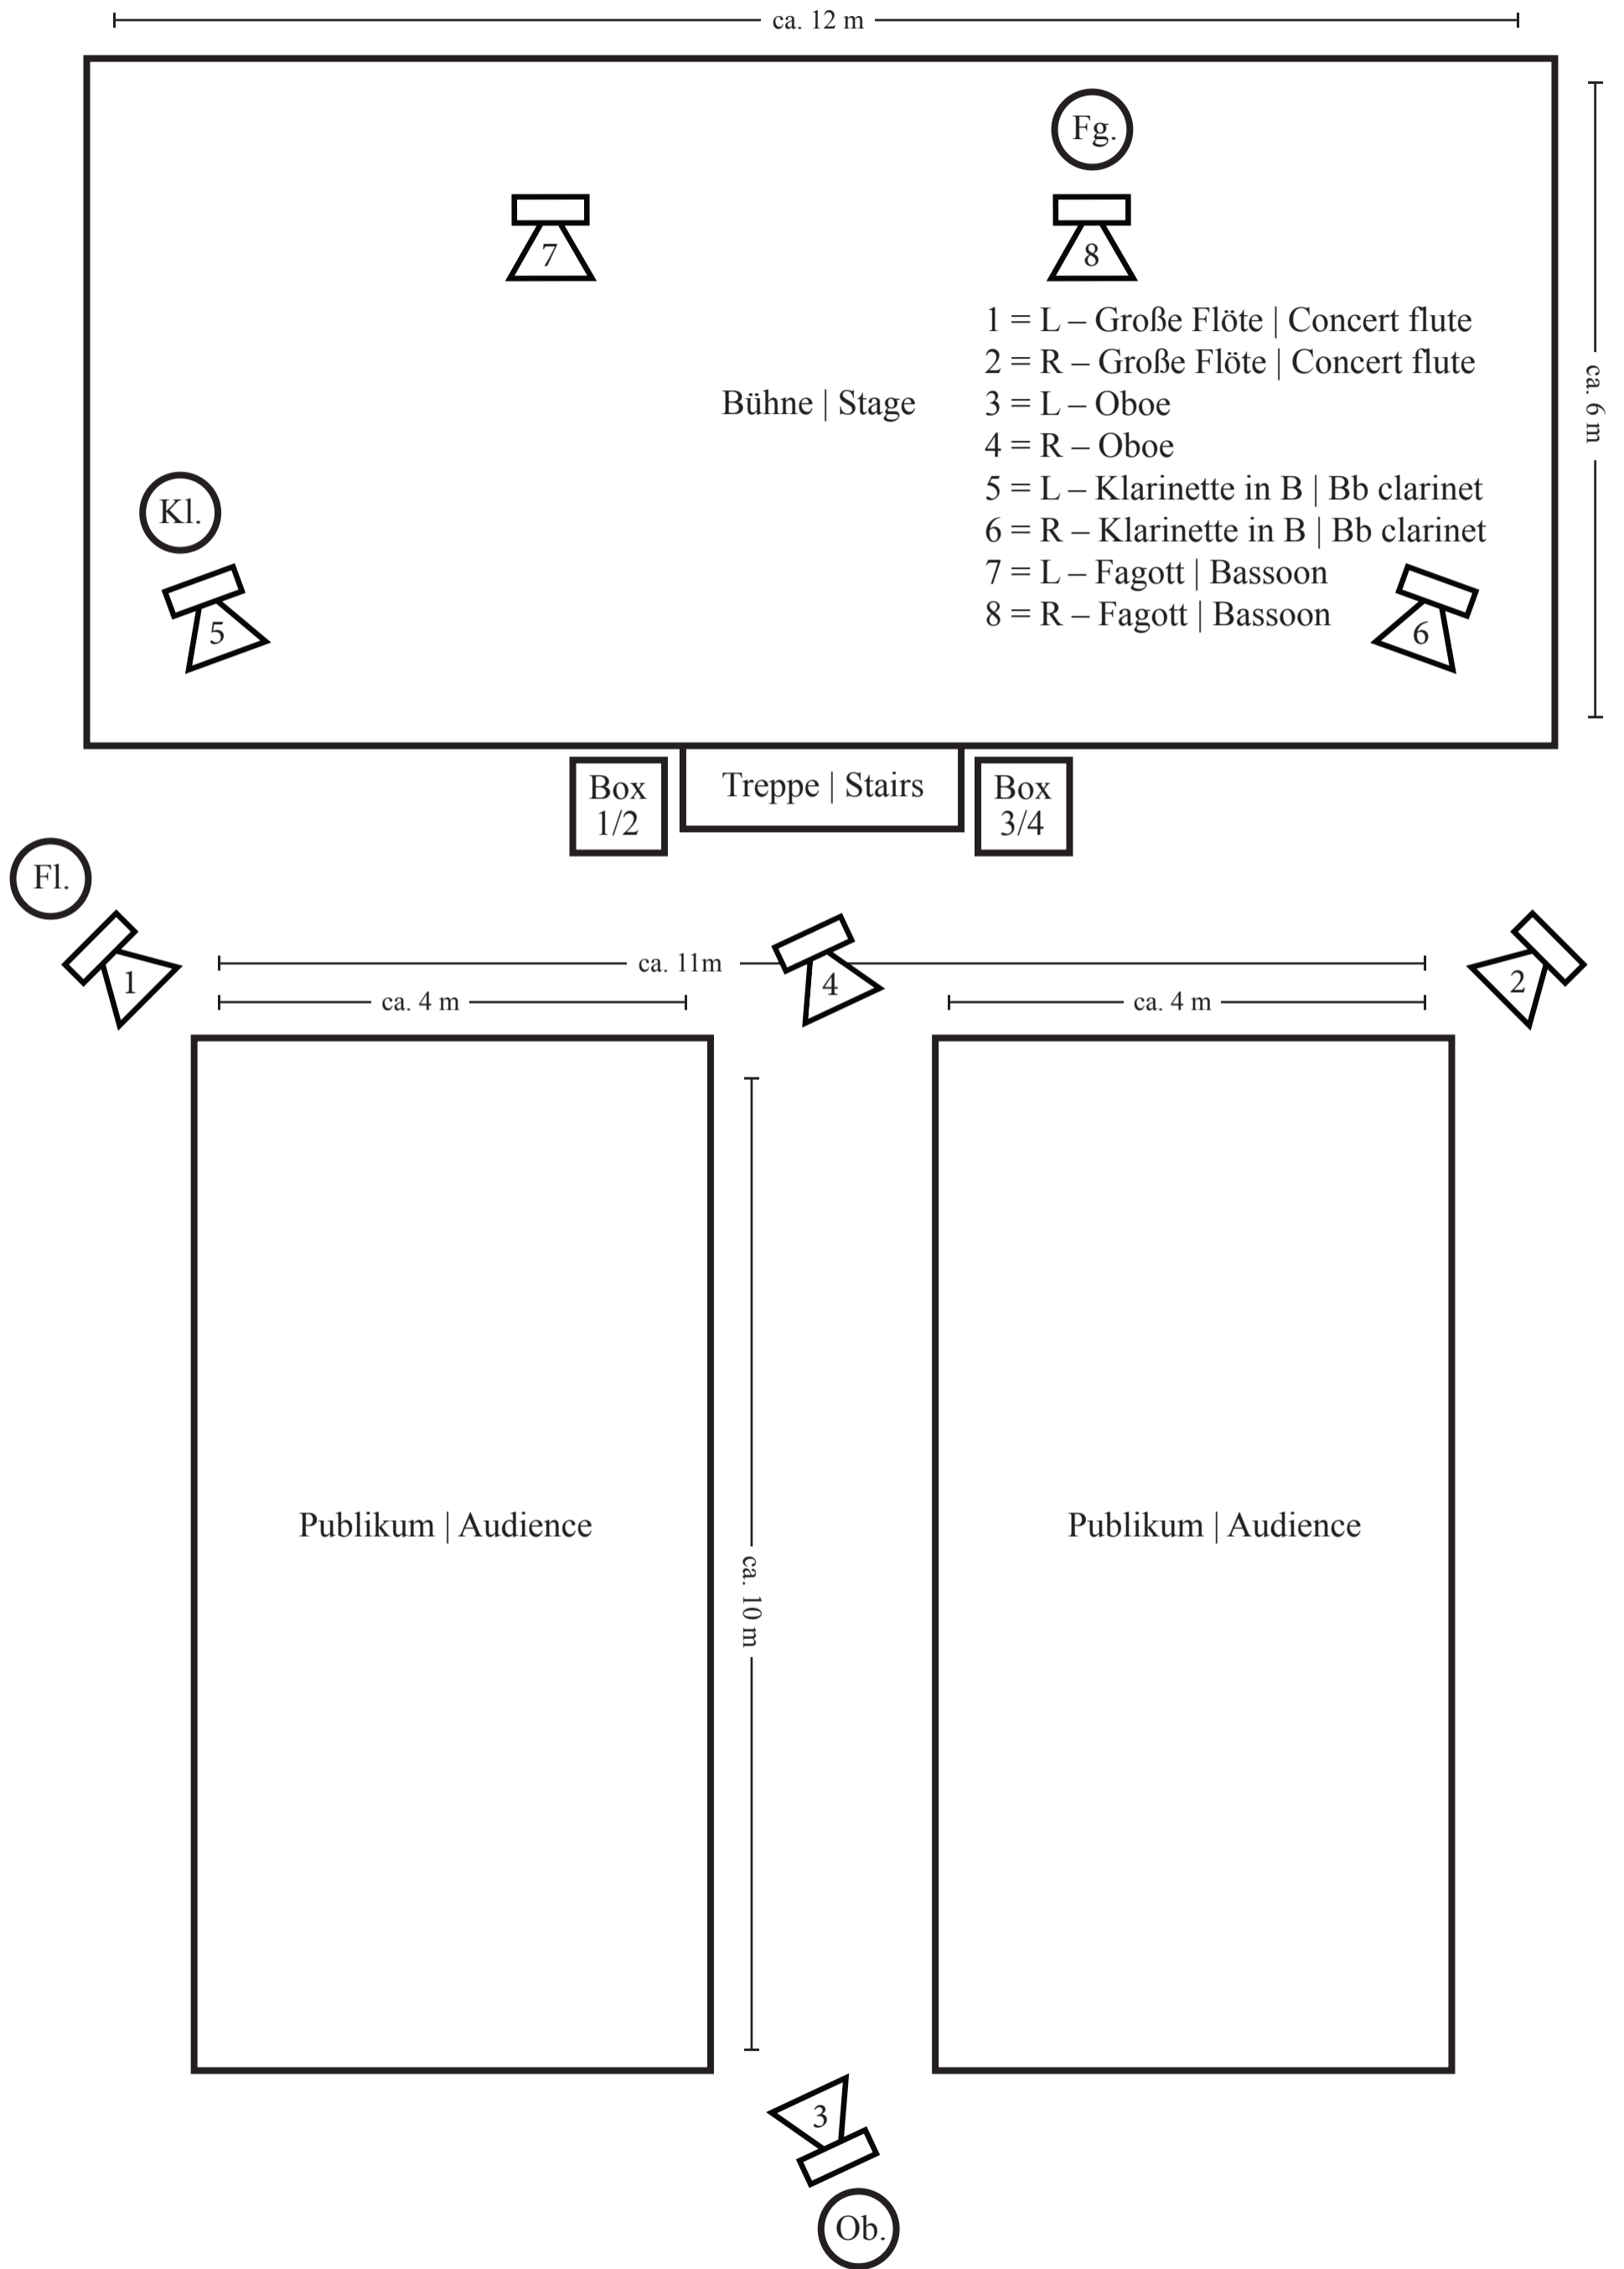 ca. 12 m
Fg.
7
8
1 = L – Große Flöte | Concert flute
2 = R – Große Flöte | Concert flute
Bühne | Stage
3 = L – Oboe
4 = R – Oboe
5 = L – Klarinette in B | Bb clarinet
6 = R – Klarinette in B | Bb clarinet
7 = L – Fagott | Bassoon
8 = R – Fagott | Bassoon
ca. 6 m
Kl.
5
6
Box
1/2
Treppe | Stairs
Box
3/4
Fl.
1
ca. 11m
4
2
ca. 4 m
ca. 4 m
Publikum | Audience
Publikum | Audience
ca. 10 m
3
Ob.